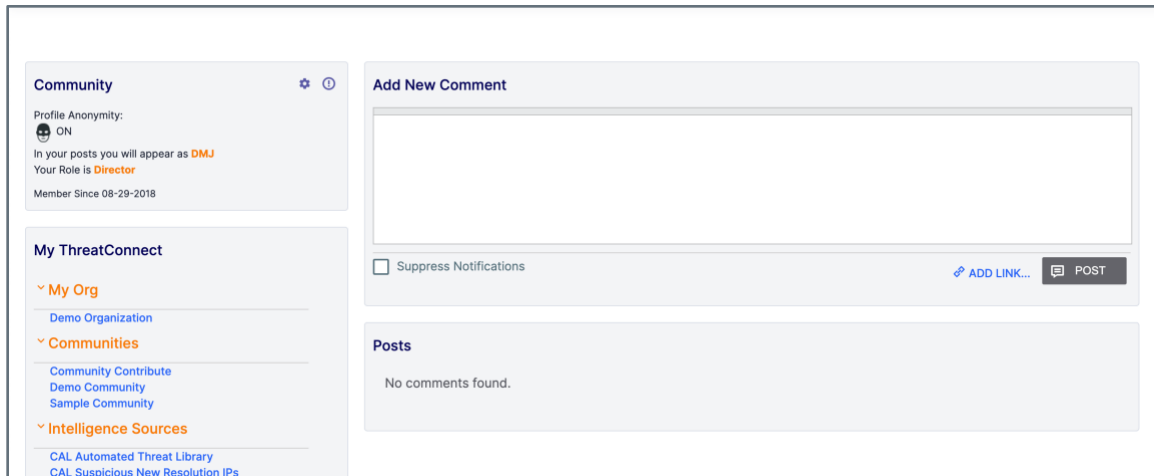 Community
Profile Anonymity:
ON
In your posts you will appear as DMJ
Your Role is Director
Member Since 08-29-2018
My ThreatConnect
My Org
Demo Organization
Communities
Community Contribute
Demo Community
Sample Community
Intelligence Sources
CAL Automated Threat Library
CAL Suspicious New Resolution IPs
Add New Comment
Suppress Notifications
ADD LINK...
POST
Posts
No comments found.